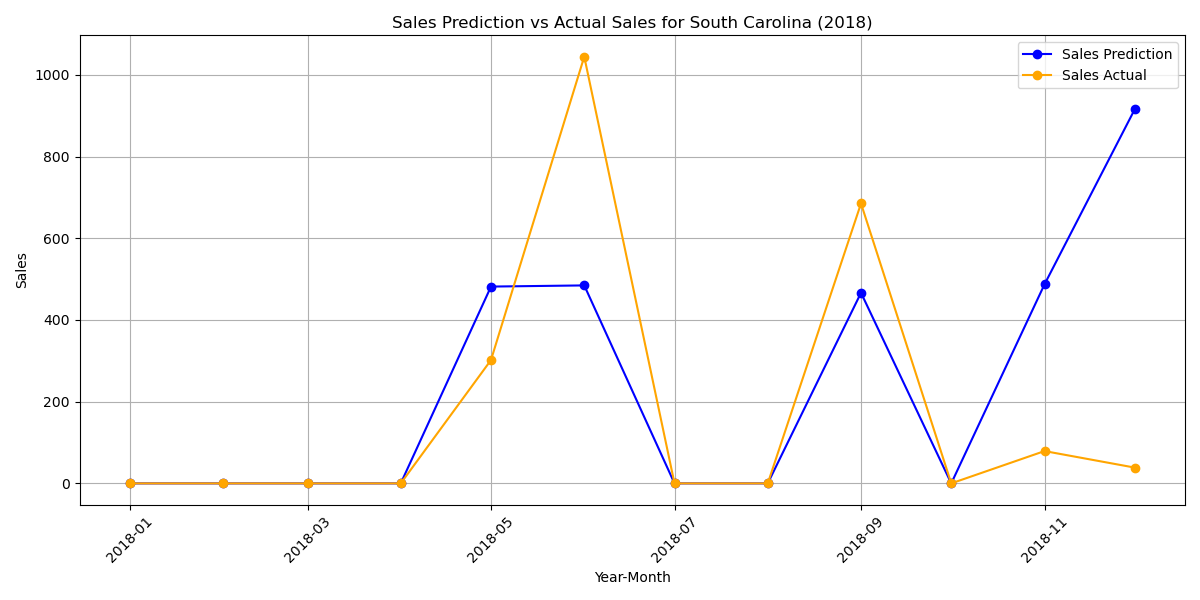 Sales Prediction vs Actual Sales for South Carolina (2018)
Sales Prediction
Sales Actual
1000
800
600
400
200
0
Sales
2018-01
2018-03
2018-05
2018-07
2018-09
2018-11
Year-Month